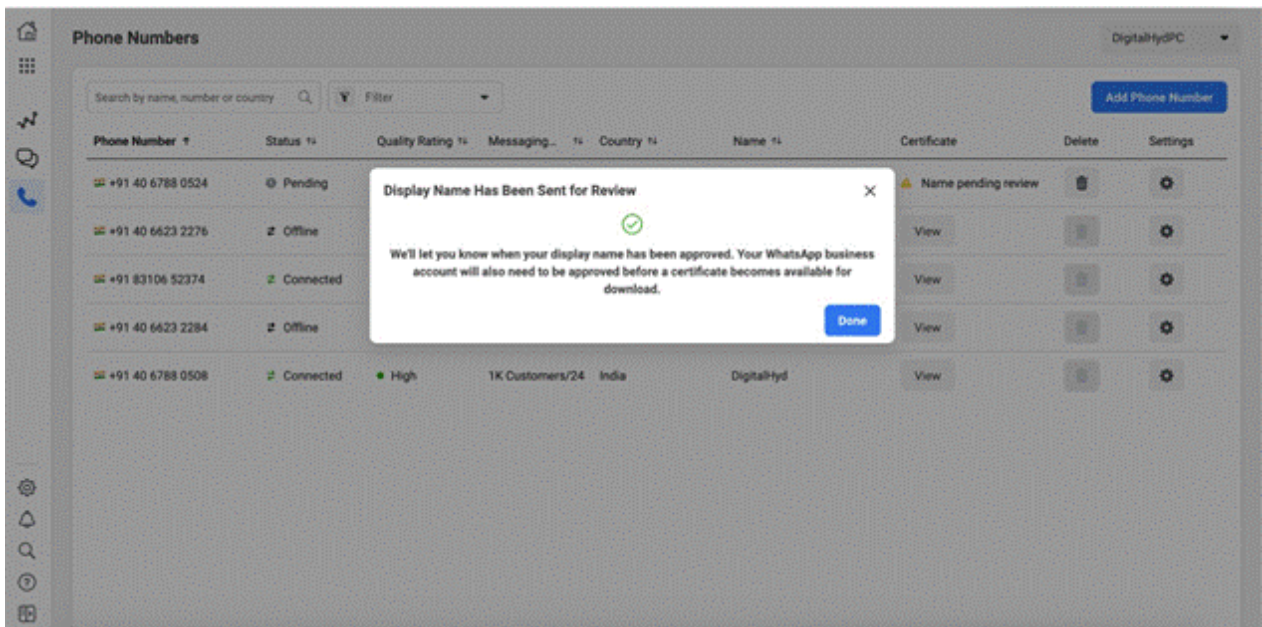 Phone Numbers
DigitalHydPC
Search by name, number or country
Filter
Add Phone Number
Phone Number Status Quality Rating Messaging... Country Name Certificate Delete Settings
+91 40 6788 0524 Pending Name pending review
+91 40 6623 2276 Offline View
+91 83106 52374 Connected View
+91 40 6623 2284 Offline View
+91 40 6788 0508 Connected High 1K Customers/24 India DigitalHyd View
Display Name Has Been Sent for Review
We'll let you know when your display name has been approved. Your WhatsApp business
account will also need to be approved before a certificate becomes available for
download.
Done